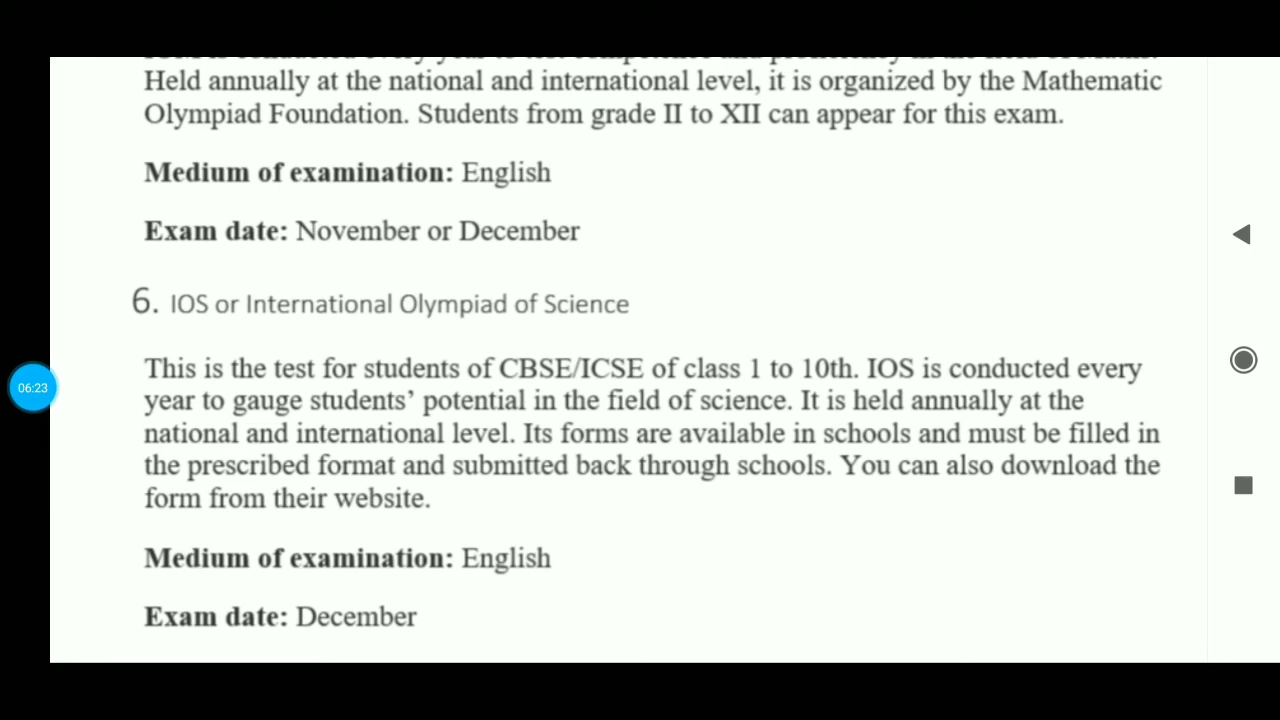 Held annually at the national and international level, it is organized by the Mathematic
Olympiad Foundation. Students from grade II to XII can appear for this exam.
Medium of examination: English
Exam date: November or December
6. IOS or International Olympiad of Science
06:23
This is the test for students of CBSE/ICSE of class 1 to 10th. IOS is conducted every
year to gauge students’ potential in the field of science. It is held annually at the
national and international level. Its forms are available in schools and must be filled in
the prescribed format and submitted back through schools. You can also download the
form from their website.
Medium of examination: English
Exam date: December